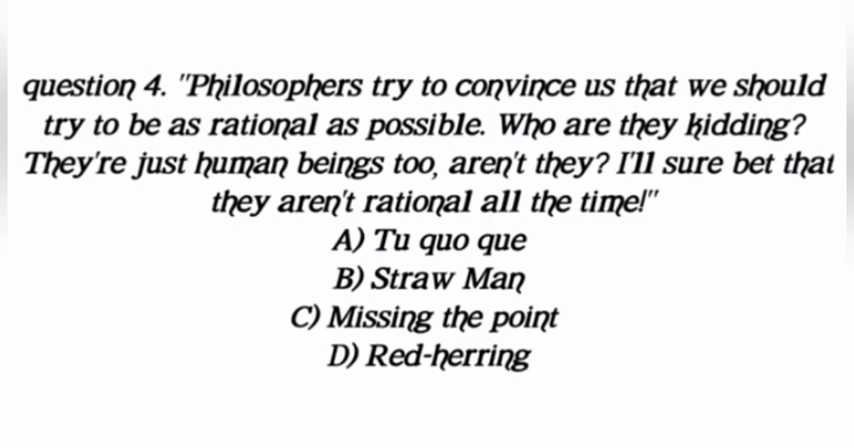 question 4. "Philosophers try to convince us that we should
try to be as rational as possible. Who are they kidding?
They're just human beings too, aren't they? I'll sure bet that
they aren't rational all the time!"
A) Tu quo que
B) Straw Man
C) Missing the point
D) Red-herring